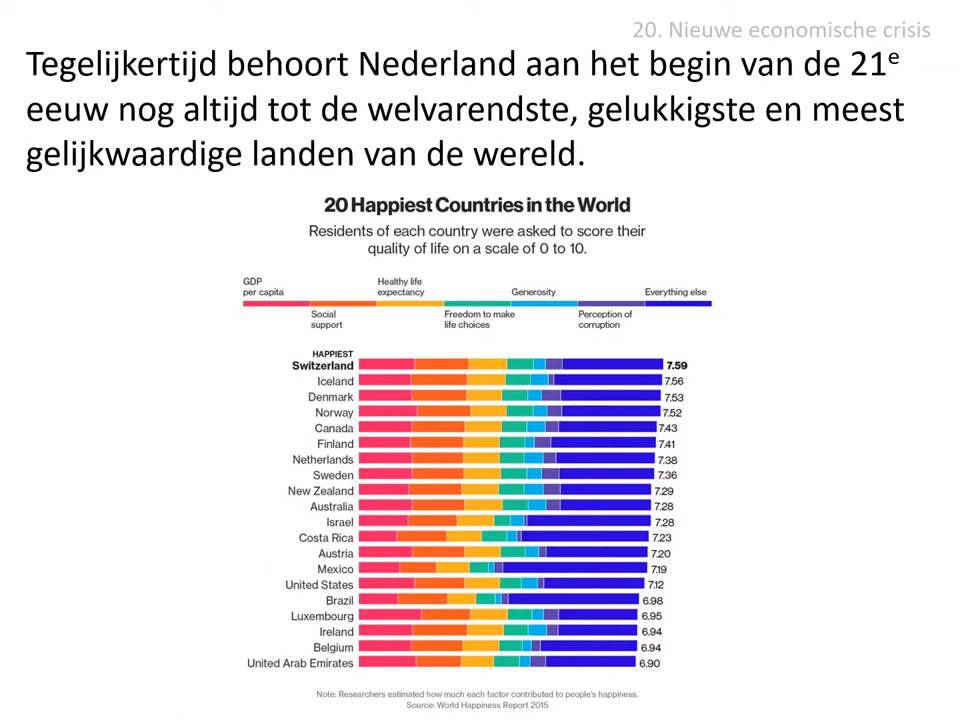 20. Nieuwe economische crisis
Tegelijkertijd behoort Nederland aan het begin van de 21e
eeuw nog altijd tot de welvarendste, gelukkigste en meest
gelijkwaardige landen van de wereld.
20 Happiest Countries in the World
Residents of each country were asked to score their
quality of life on a scale of 0 to 10.
GDP
per capita
Social
support
Healthy life
expectancy
Freedom to make
life choices
Generosity
Perception of
corruption
Everything else
HAPPIEST
Switzerland 7.59
Iceland 7.56
Denmark 7.53
Norway 7.52
Canada 7.43
Finland 7.41
Netherlands 7.38
Sweden 7.36
New Zealand 7.29
Australia 7.28
Israel 7.28
Costa Rica 7.23
Austria 7.20
Mexico 7.19
United States 7.12
Brazil 6.98
Luxembourg 6.95
Ireland 6.94
Belgium 6.94
United Arab Emirates 6.90
Note: Researchers estimated how much each factor contributed to people's happiness.
Source: World Happiness Report 2015